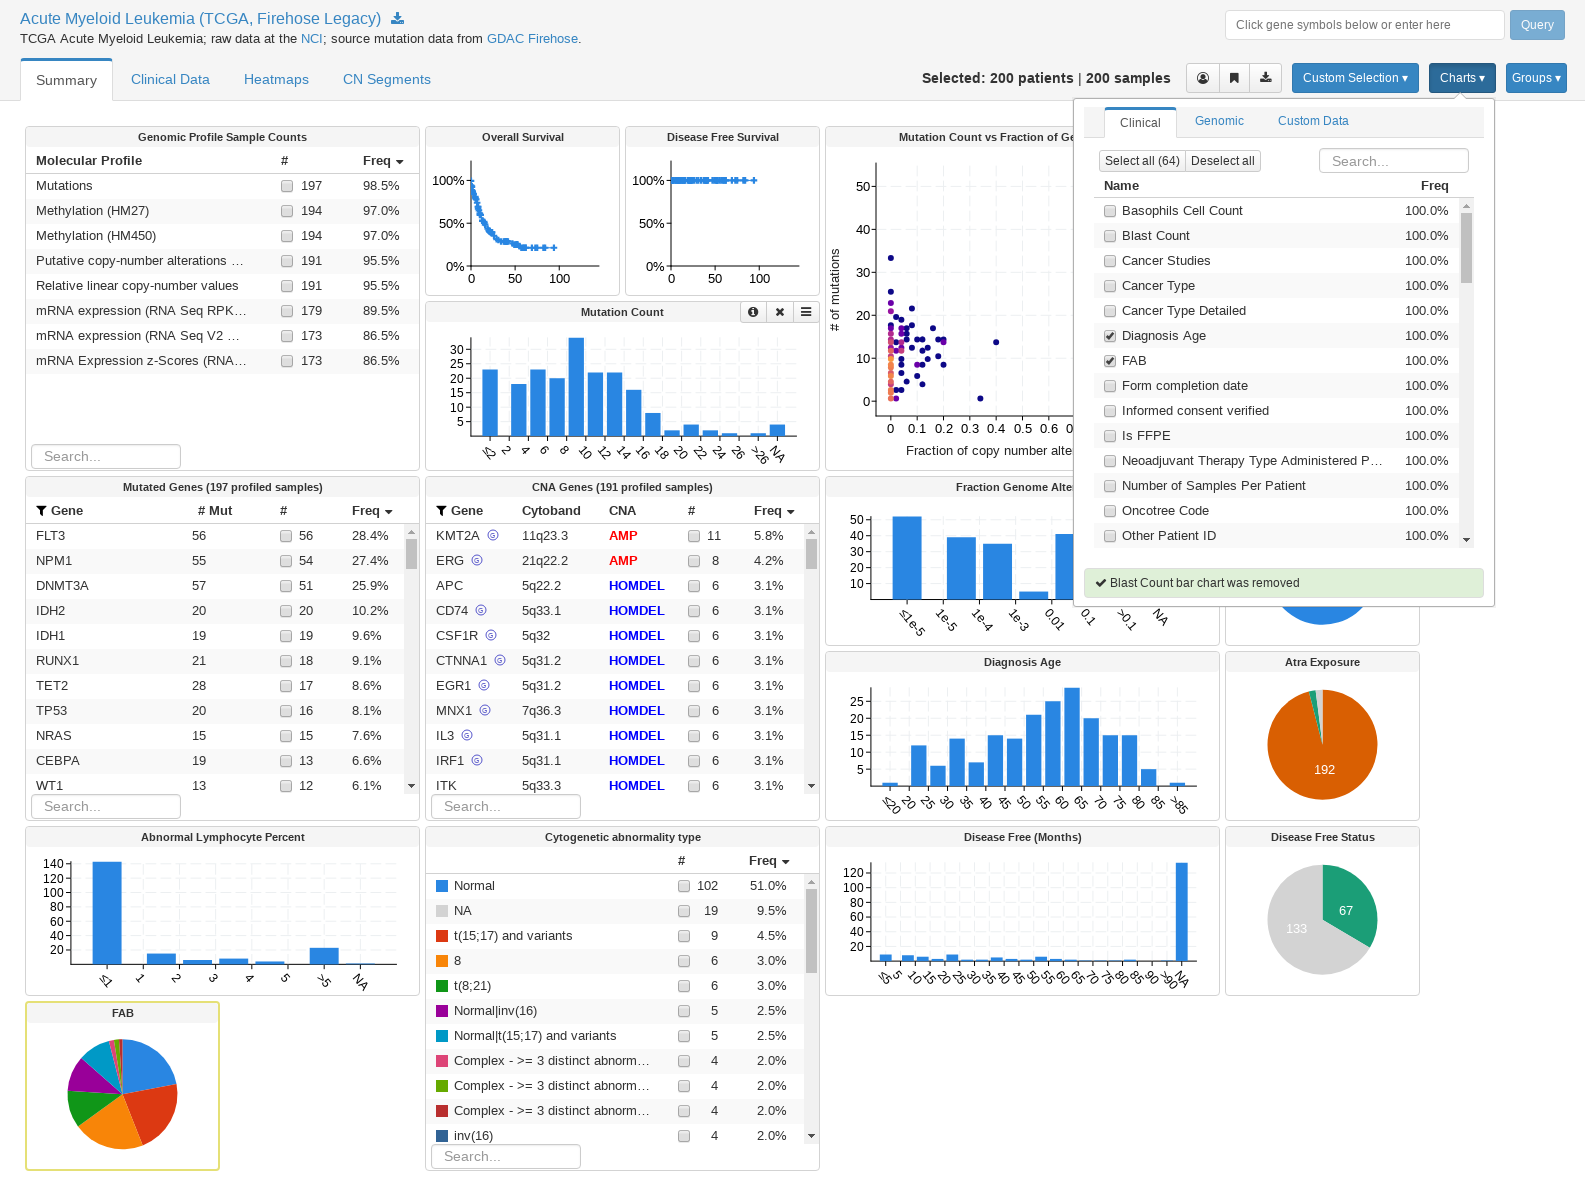 Acute Myeloid Leukemia (TCGA, Firehose Legacy)
TCGA Acute Myeloid Leukemia; raw data at the NCI; source mutation data from GDAC Firehose.
Click gene symbols below or enter here
Query
Summary
Clinical Data
Heatmaps
CN Segments
Selected: 200 patients | 200 samples
Custom Selection ▾
Charts ▾
Groups ▾
Clinical
Genomic
Custom Data
Select all (64)
Deselect all
Search...
Name Freq
Basophils Cell Count 100.0%
Blast Count 100.0%
Cancer Studies 100.0%
Cancer Type 100.0%
Cancer Type Detailed 100.0%
Diagnosis Age 100.0%
FAB 100.0%
Form completion date 100.0%
Informed consent verified 100.0%
Is FFPE 100.0%
Neoadjuvant Therapy Type Administered P... 100.0%
Number of Samples Per Patient 100.0%
Oncotree Code 100.0%
Other Patient ID 100.0%
Blast Count bar chart was removed
Genomic Profile Sample Counts
Molecular Profile # Freq
Mutations 197 98.5%
Methylation (HM27) 194 97.0%
Methylation (HM450) 194 97.0%
Putative copy-number alterations ... 191 95.5%
Relative linear copy-number values 191 95.5%
mRNA expression (RNA Seq RPK... 179 89.5%
mRNA expression (RNA Seq V2 ... 173 86.5%
mRNA Expression z-Scores (RNA... 173 86.5%
Search...
Overall Survival
100%
50%
0%
0 50 100
Disease Free Survival
100%
50%
0%
0 50 100
Mutation Count
30
25
20
15
10
5
≤2 2 4 6 8 10 12 14 16 18 20 22 24 26 >26 NA
Mutation Count vs Fraction of Ge
# of mutations
50
40
30
20
10
0
0 0.1 0.2 0.3 0.4 0.5 0.6 0
Fraction of copy number alter
Mutated Genes (197 profiled samples)
Gene # Mut # Freq
FLT3 56 56 28.4%
NPM1 55 54 27.4%
DNMT3A 57 51 25.9%
IDH2 20 20 10.2%
IDH1 19 19 9.6%
RUNX1 21 18 9.1%
TET2 28 17 8.6%
TP53 20 16 8.1%
NRAS 15 15 7.6%
CEBPA 19 13 6.6%
WT1 13 12 6.1%
Search...
CNA Genes (191 profiled samples)
Gene Cytoband CNA # Freq
KMT2A G 11q23.3 AMP 11 5.8%
ERG G 21q22.2 AMP 8 4.2%
APC 5q22.2 HOMDEL 6 3.1%
CD74 G 5q33.1 HOMDEL 6 3.1%
CSF1R G 5q32 HOMDEL 6 3.1%
CTNNA1 G 5q31.2 HOMDEL 6 3.1%
EGR1 G 5q31.2 HOMDEL 6 3.1%
MNX1 G 7q36.3 HOMDEL 6 3.1%
IL3 G 5q31.1 HOMDEL 6 3.1%
IRF1 G 5q31.1 HOMDEL 6 3.1%
ITK 5q33.3 HOMDEL 6 3.1%
Search...
Fraction Genome Alter
50
40
30
20
10
≤1e-5 1e-5 1e-4 1e-3 0.01 0.1 >0.1 NA
Diagnosis Age
25
20
15
10
5
≤20 20 25 30 35 40 45 50 55 60 65 70 75 80 85 >85
Atra Exposure
192
Abnormal Lymphocyte Percent
140
120
100
80
60
40
20
≤1 1 2 3 4 5 >5 NA
Cytogenetic abnormality type
# Freq
Normal 102 51.0%
NA 19 9.5%
t(15;17) and variants 9 4.5%
8 6 3.0%
t(8;21) 6 3.0%
Normal|inv(16) 5 2.5%
Normal|t(15;17) and variants 5 2.5%
Complex - >= 3 distinct abnorm... 4 2.0%
Complex - >= 3 distinct abnorm... 4 2.0%
Complex - >= 3 distinct abnorm... 4 2.0%
inv(16) 4 2.0%
Search...
Disease Free (Months)
120
100
80
60
40
20
≤5 5 10 15 20 25 30 35 40 45 50 55 60 65 70 75 80 85 90 >90 NA
Disease Free Status
67
133
FAB